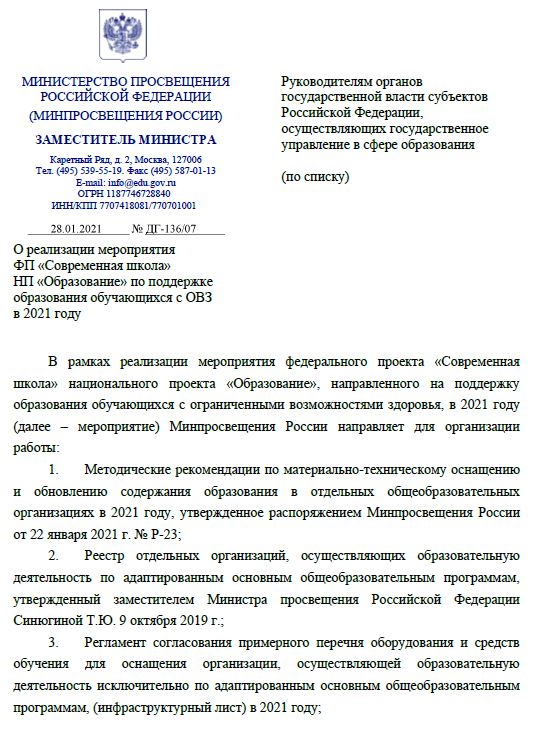 МИНИСТЕРСТВО ПРОСВЕЩЕНИЯ
РОССИЙСКОЙ ФЕДЕРАЦИИ
(МИНПРОСВЕЩЕНИЯ РОССИИ)
ЗАМЕСТИТЕЛЬ МИНИСТРА
Каретный Ряд, д. 2, Москва, 127006
Тел. (495) 539-55-19. Факс (495) 587-01-13
E-mail: info@edu.gov.ru
ОГРН 1187746728840
ИНН/КПП 7707418081/770701001
28.01.2021 № ДГ-136/07
Руководителям органов
государственной власти субъектов
Российской Федерации,
осуществляющих государственное
управление в сфере образования
(по списку)
О реализации мероприятия
ФП «Современная школа»
НП «Образование» по поддержке
образования обучающихся с ОВЗ
в 2021 году
В рамках реализации мероприятия федерального проекта «Современная
школа» национального проекта «Образование», направленного на поддержку
образования обучающихся с ограниченными возможностями здоровья, в 2021 году
(далее – мероприятие) Минпросвещения России направляет для организации
работы:
1. Методические рекомендации по материально-техническому оснащению
и обновлению содержания образования в отдельных общеобразовательных
организациях в 2021 году, утвержденное распоряжением Минпросвещения России
от 22 января 2021 г. № Р-23;
2. Реестр отдельных организаций, осуществляющих образовательную
деятельность по адаптированным основным общеобразовательным программам,
утвержденный заместителем Министра просвещения Российской Федерации
Синюгиной Т.Ю. 9 октября 2019 г.;
3. Регламент согласования примерного перечня оборудования и средств
обучения для оснащения организации, осуществляющей образовательную
деятельность исключительно по адаптированным основным общеобразовательным
программам, (инфраструктурный лист) в 2021 году;